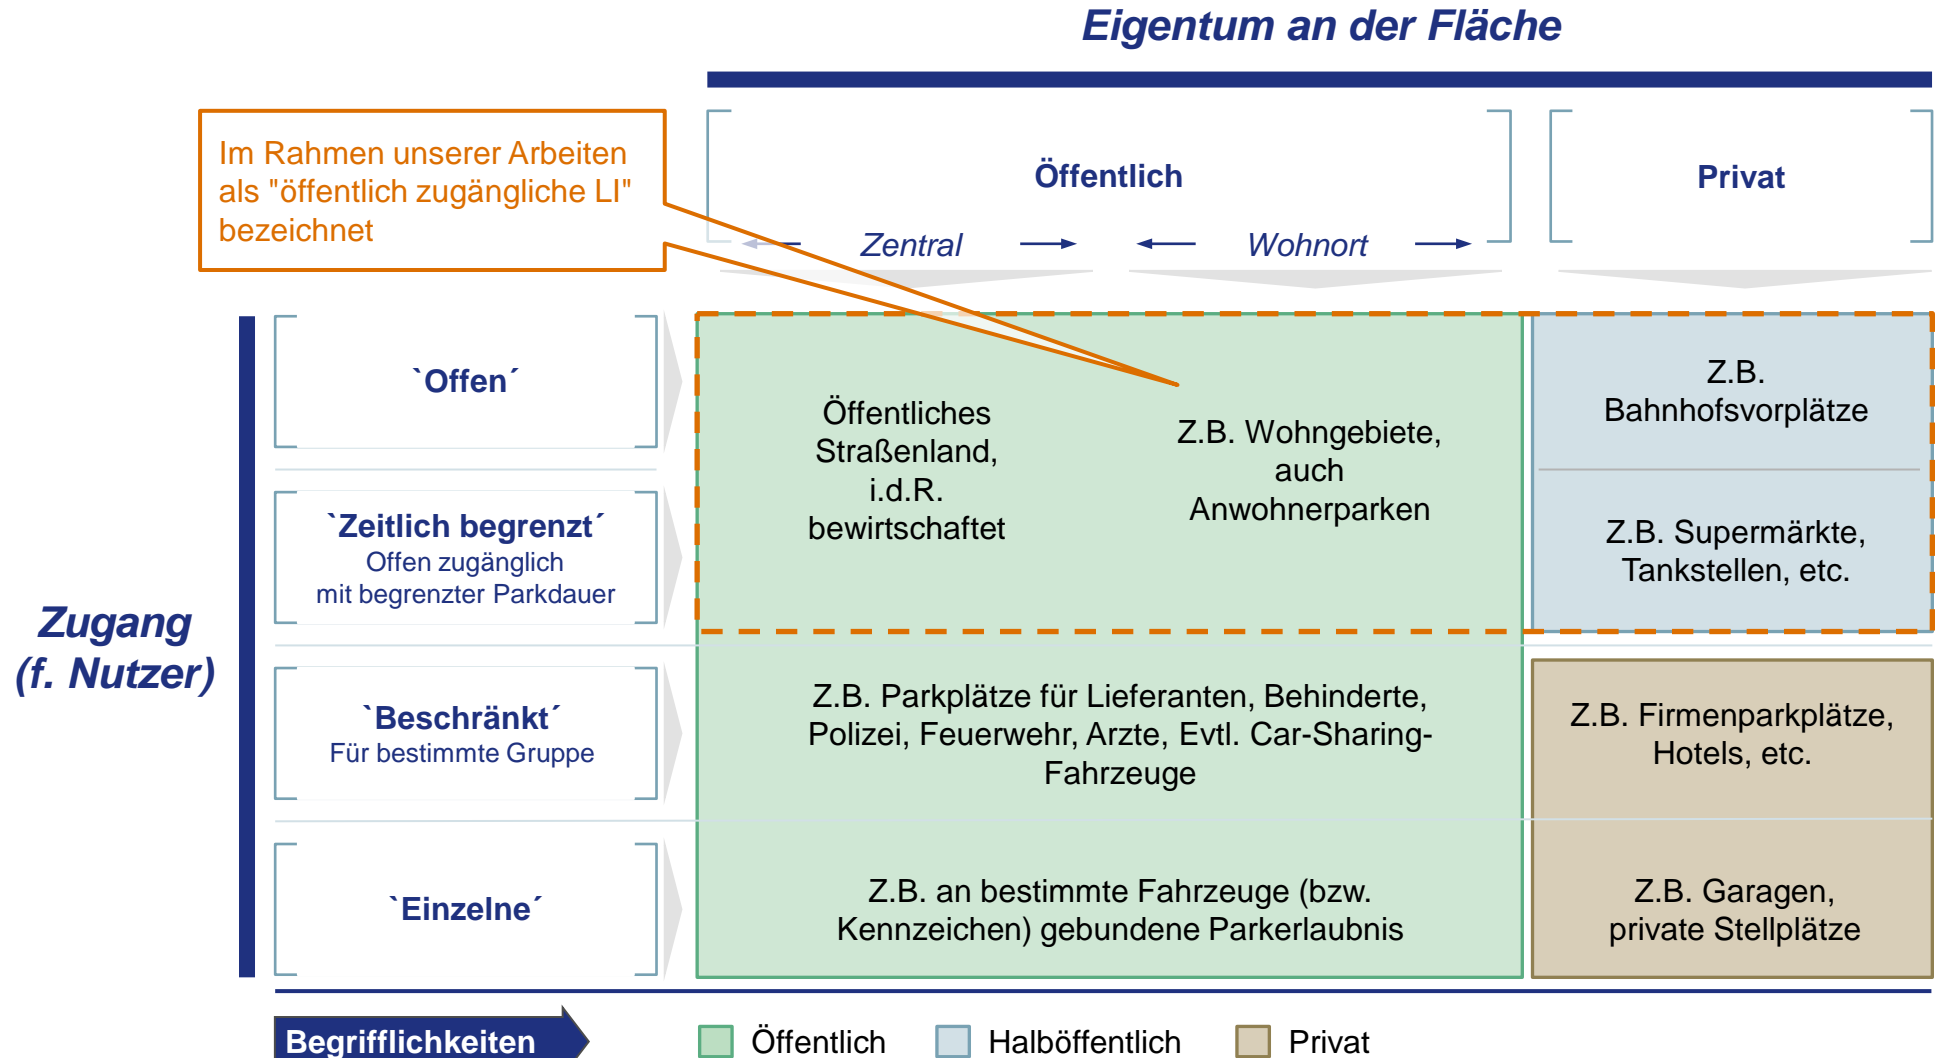 Eigentum an der Fläche
Im Rahmen unserer Arbeiten
als "öffentlich zugängliche LI"
bezeichnet
Öffentlich
Privat
Zentral
Wohnort
Zugang
(f. Nutzer)
`Offen´
Öffentliches
Straßenland,
i.d.R.
bewirtschaftet
Z.B. Wohngebiete,
auch
Anwohnerparken
Z.B.
Bahnhofsvorplätze
`Zeitlich begrenzt´
Offen zugänglich
mit begrenzter Parkdauer
Z.B. Supermärkte,
Tankstellen, etc.
`Beschränkt´
Für bestimmte Gruppe
Z.B. Parkplätze für Lieferanten, Behinderte,
Polizei, Feuerwehr, Arzte, Evtl. Car-Sharing-
Fahrzeuge
Z.B. Firmenparkplätze,
Hotels, etc.
`Einzelne´
Z.B. an bestimmte Fahrzeuge (bzw.
Kennzeichen) gebundene Parkerlaubnis
Z.B. Garagen,
private Stellplätze
Begrifflichkeiten
Öffentlich
Halböffentlich
Privat